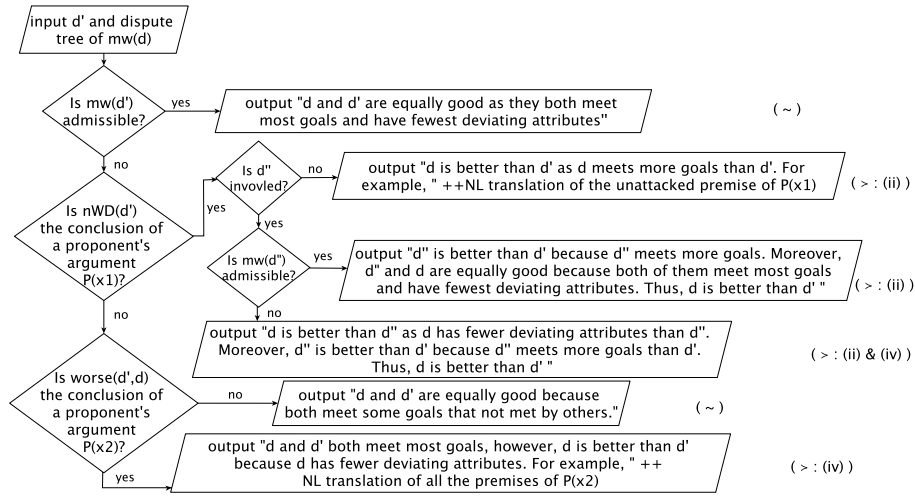 input d' and dispute
tree of mw(d)
Is mw(d')
admissible?
yes
output "d and d' are equally good as they both meet
most goals and have fewest deviating attributes"
( ~ )
no
Is nWD(d')
the conclusion of
a proponent's
argument
P(x1)?
yes
Is d"
invovled?
no
output "d is better than d' as d meets more goals than d'. For
example, " ++NL translation of the unattacked premise of P(x1)
( > : (ii) )
yes
Is mw(d")
admissible?
yes
output "d" is better than d' because d" meets more goals. Moreover,
d" and d are equally good because both of them meet most goals
and have fewest deviating attributes. Thus, d is better than d' "
( > : (ii) )
no
output "d is better than d" as d has fewer deviating attributes than d".
Moreover, d" is better than d' because d" meets more goals than d'.
Thus, d is better than d' "
( > : (ii) & (iv) )
no
Is worse(d',d)
the conclusion of
a proponent's
argument
P(x2)?
no
output "d and d' are equally good because
both meet some goals that not met by others."
( ~ )
yes
output "d and d' both meet most goals, however, d is better than d'
because d has fewer deviating attributes. For example, " ++
NL translation of all the premises of P(x2)
( > : (iv) )